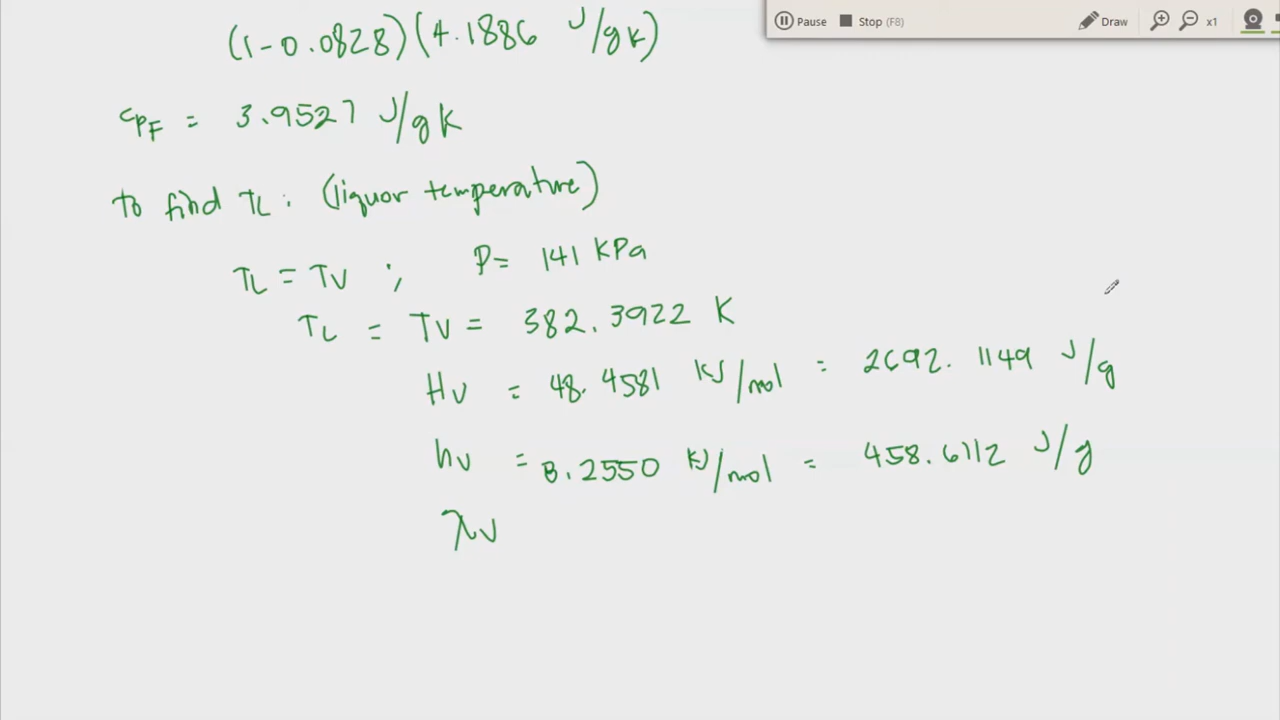 Pause Stop (F8) Draw x1
(1-0.0828)(4.1886 J/gK)
CPF = 3.9527 J/gK
to find TL: (liquor temperature)
TL = TV ; P= 141 KPa
TL = TV = 382.3922 K
HV = 48.4581 KJ/mol = 2692.1149 J/g
hv = 8.2550 KJ/mol = 458.6112 J/g
λv